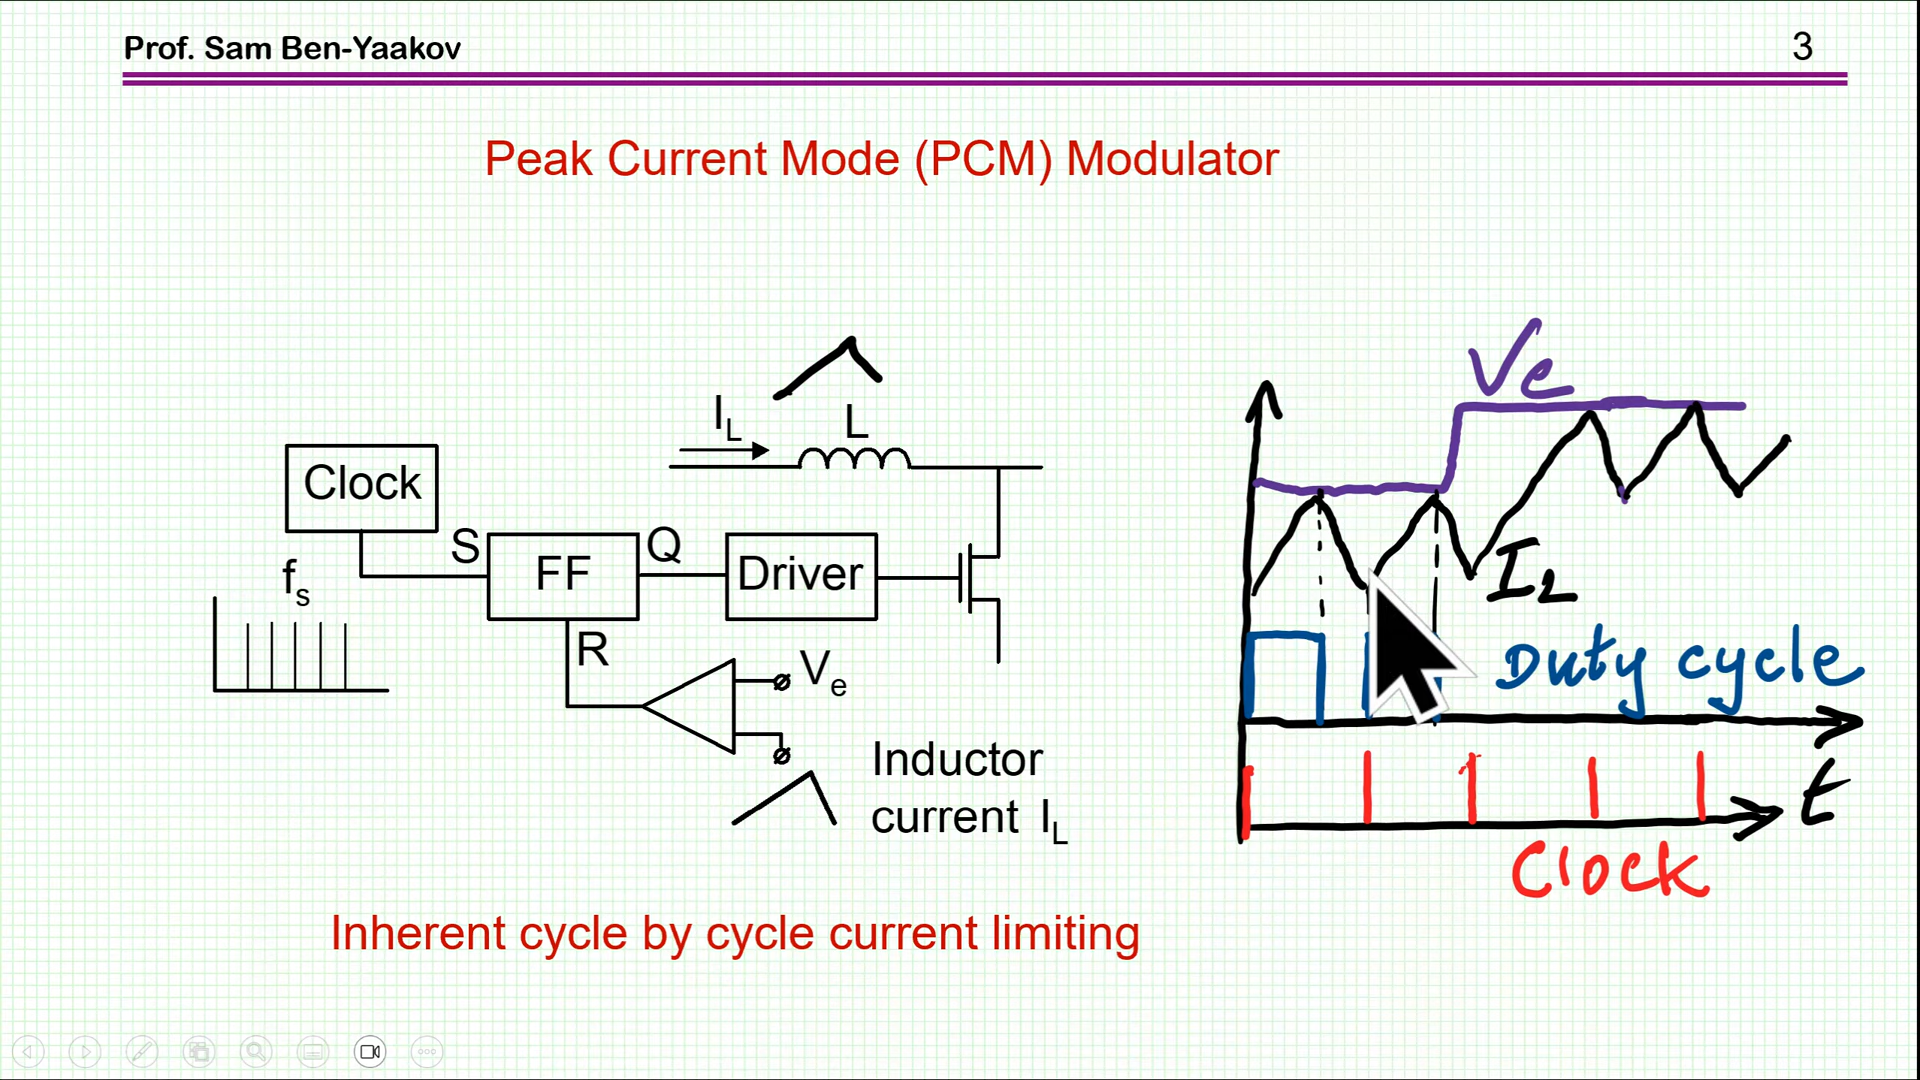 Prof. Sam Ben-Yaakov
3
Peak Current Mode (PCM) Modulator
Ve
IL
L
Clock
S
FF
Q
Driver
fs
R
Ve
IL
Duty cycle
Inductor
current IL
t
Clock
Inherent cycle by cycle current limiting